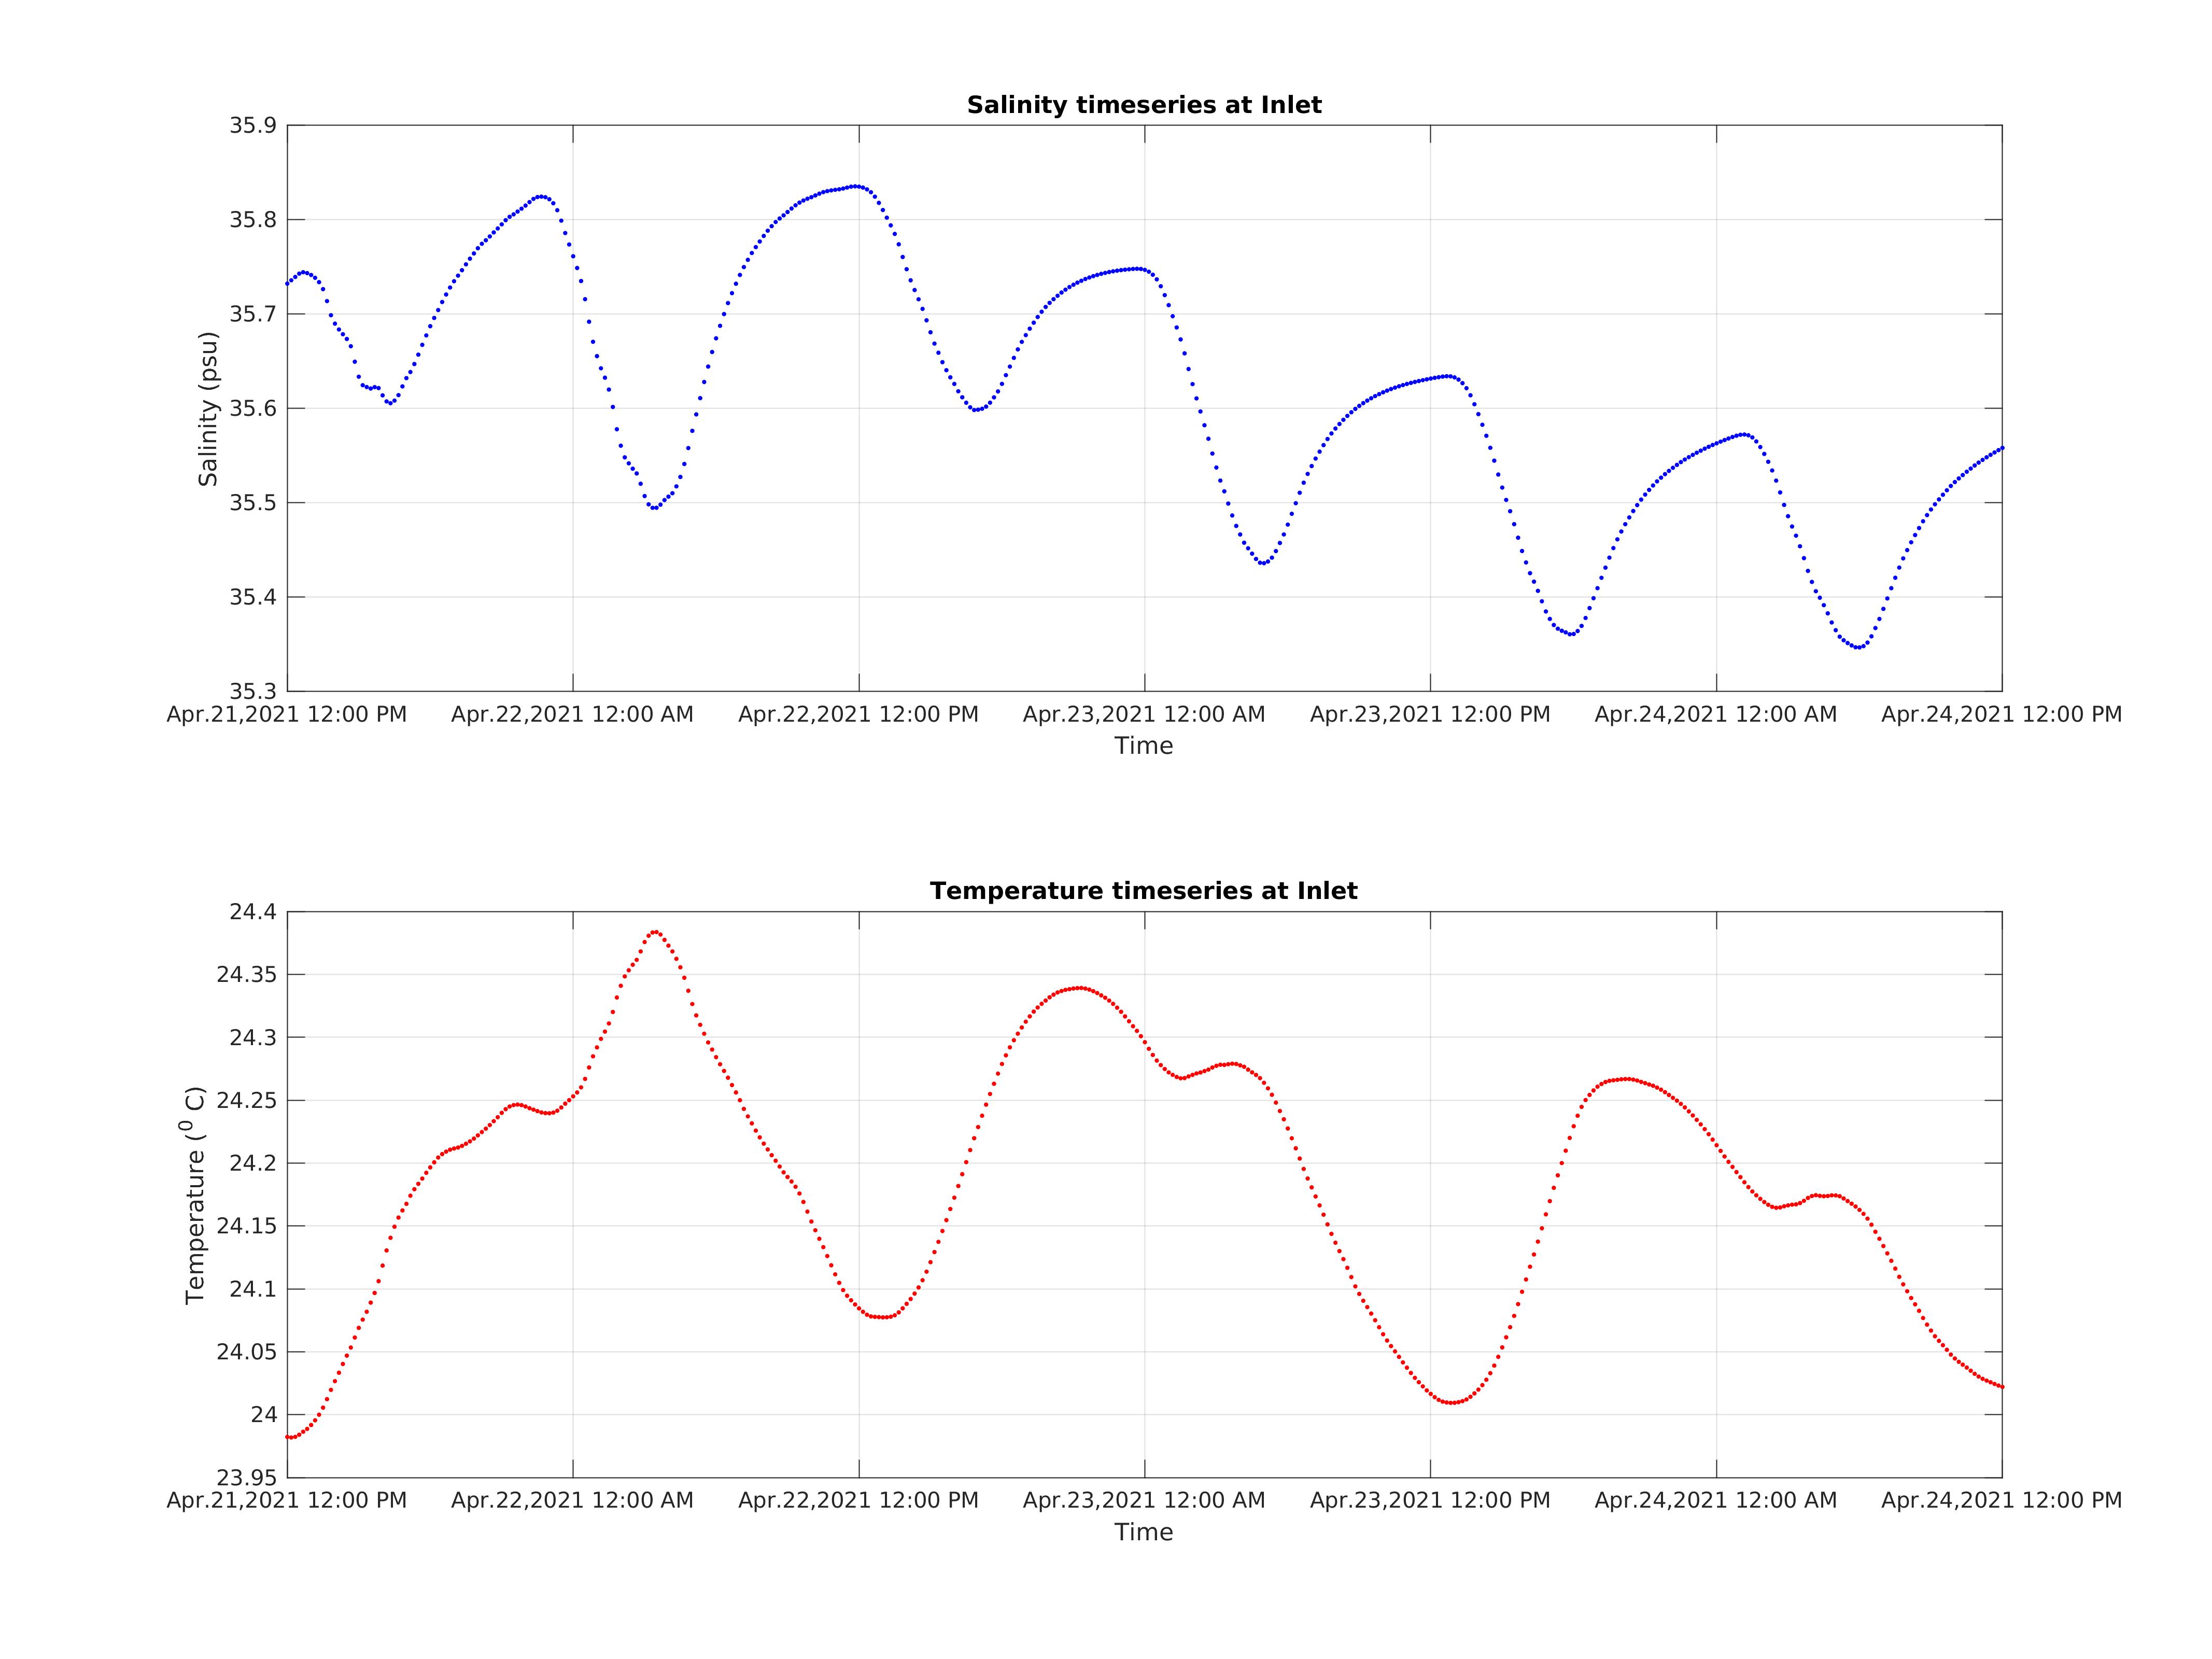 Salinity timeseries at Inlet
35.9
35.8
35.7
35.6
35.5
35.4
35.3
Salinity (psu)
Apr.21,2021 12:00 PM Apr.22,2021 12:00 AM Apr.22,2021 12:00 PM Apr.23,2021 12:00 AM Apr.23,2021 12:00 PM Apr.24,2021 12:00 AM Apr.24,2021 12:00 PM
Time
Temperature timeseries at Inlet
24.4
24.35
24.3
24.25
24.2
24.15
24.1
24.05
24
23.95
Temperature (⁰ C)
Apr.21,2021 12:00 PM Apr.22,2021 12:00 AM Apr.22,2021 12:00 PM Apr.23,2021 12:00 AM Apr.23,2021 12:00 PM Apr.24,2021 12:00 AM Apr.24,2021 12:00 PM
Time